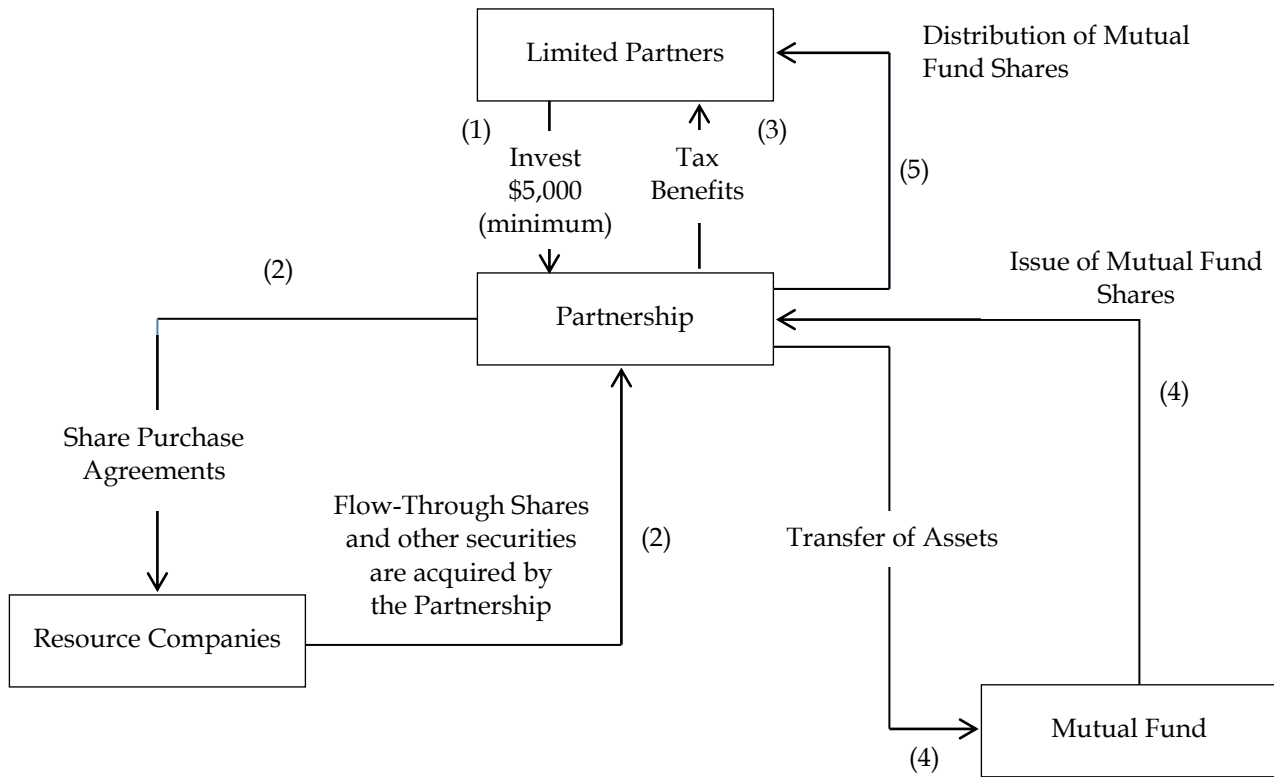 Limited Partners
Distribution of Mutual
Fund Shares
(1)
(3)
Invest
$5,000
(minimum)
Tax
Benefits
(5)
(2)
Issue of Mutual Fund
Shares
Partnership
(4)
Share Purchase
Agreements
Flow-Through Shares
and other securities
are acquired by
the Partnership
(2)
Transfer of Assets
Resource Companies
Mutual Fund
(4)